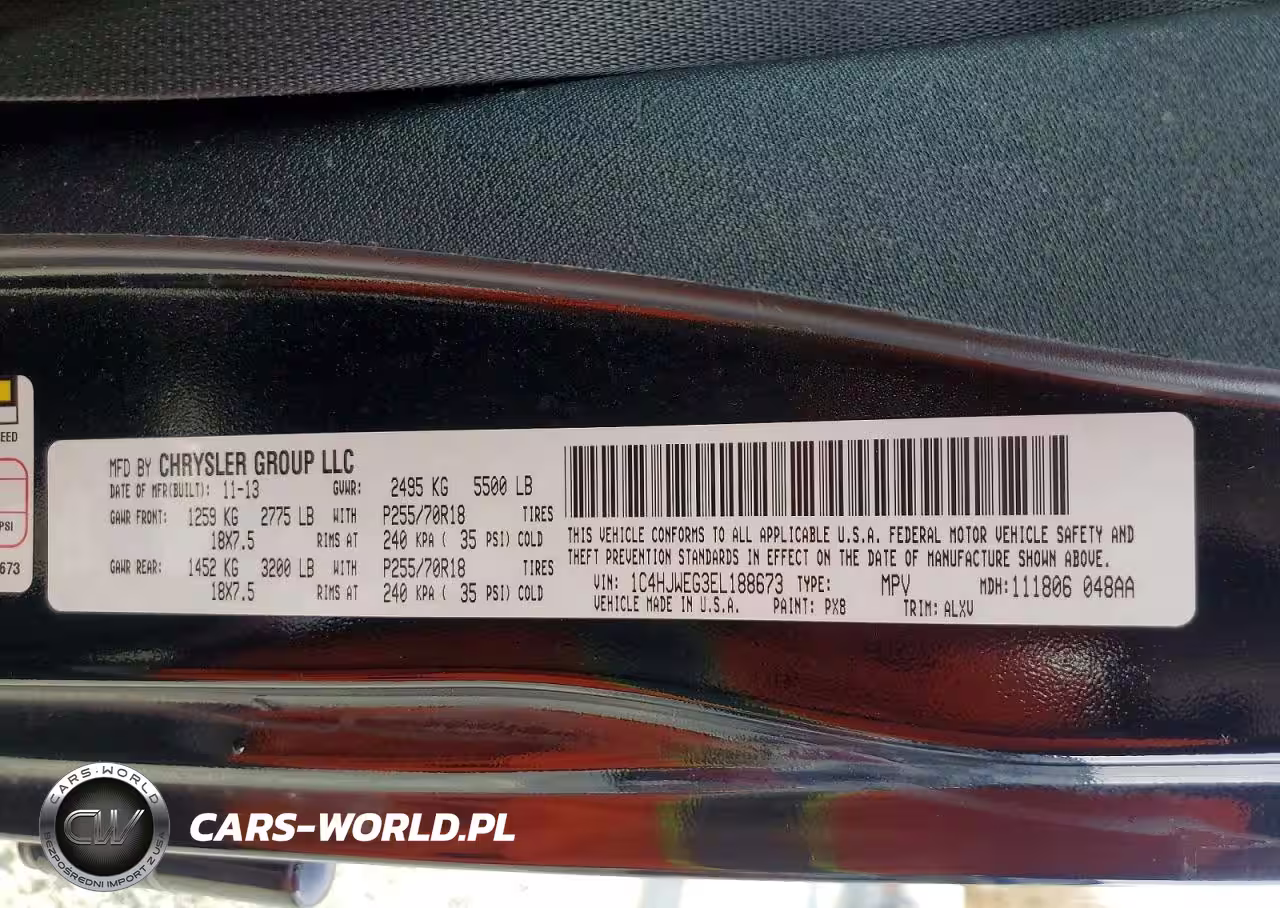 EED
PSI
673
MFD BY CHRYSLER GROUP LLC
DATE OF MFR(BUILT): 11-13 GVWR: 2495 KG 5500 LB
GAWR FRONT: 1259 KG 2775 LB WITH P255/70R18 TIRES
18X7.5 RIMS AT 240 KPA ( 35 PSI) COLD
GAWR REAR: 1452 KG 3200 LB WITH P255/70R18 TIRES
18X7.5 RIMS AT 240 KPA ( 35 PSI) COLD
THIS VEHICLE CONFORMS TO ALL APPLICABLE U.S.A. FEDERAL MOTOR VEHICLE SAFETY AND
THEFT PREVENTION STANDARDS IN EFFECT ON THE DATE OF MANUFACTURE SHOWN ABOVE.
VIN: 1C4HJWEG3EL188673 TYPE: MPV MDH:111806 048AA
VEHICLE MADE IN U.S.A. PAINT: PX8 TRIM: ALXV
CARS-WORLD
CW
BEZPOŚREDNI IMPORT Z USA
CARS-WORLD.PL